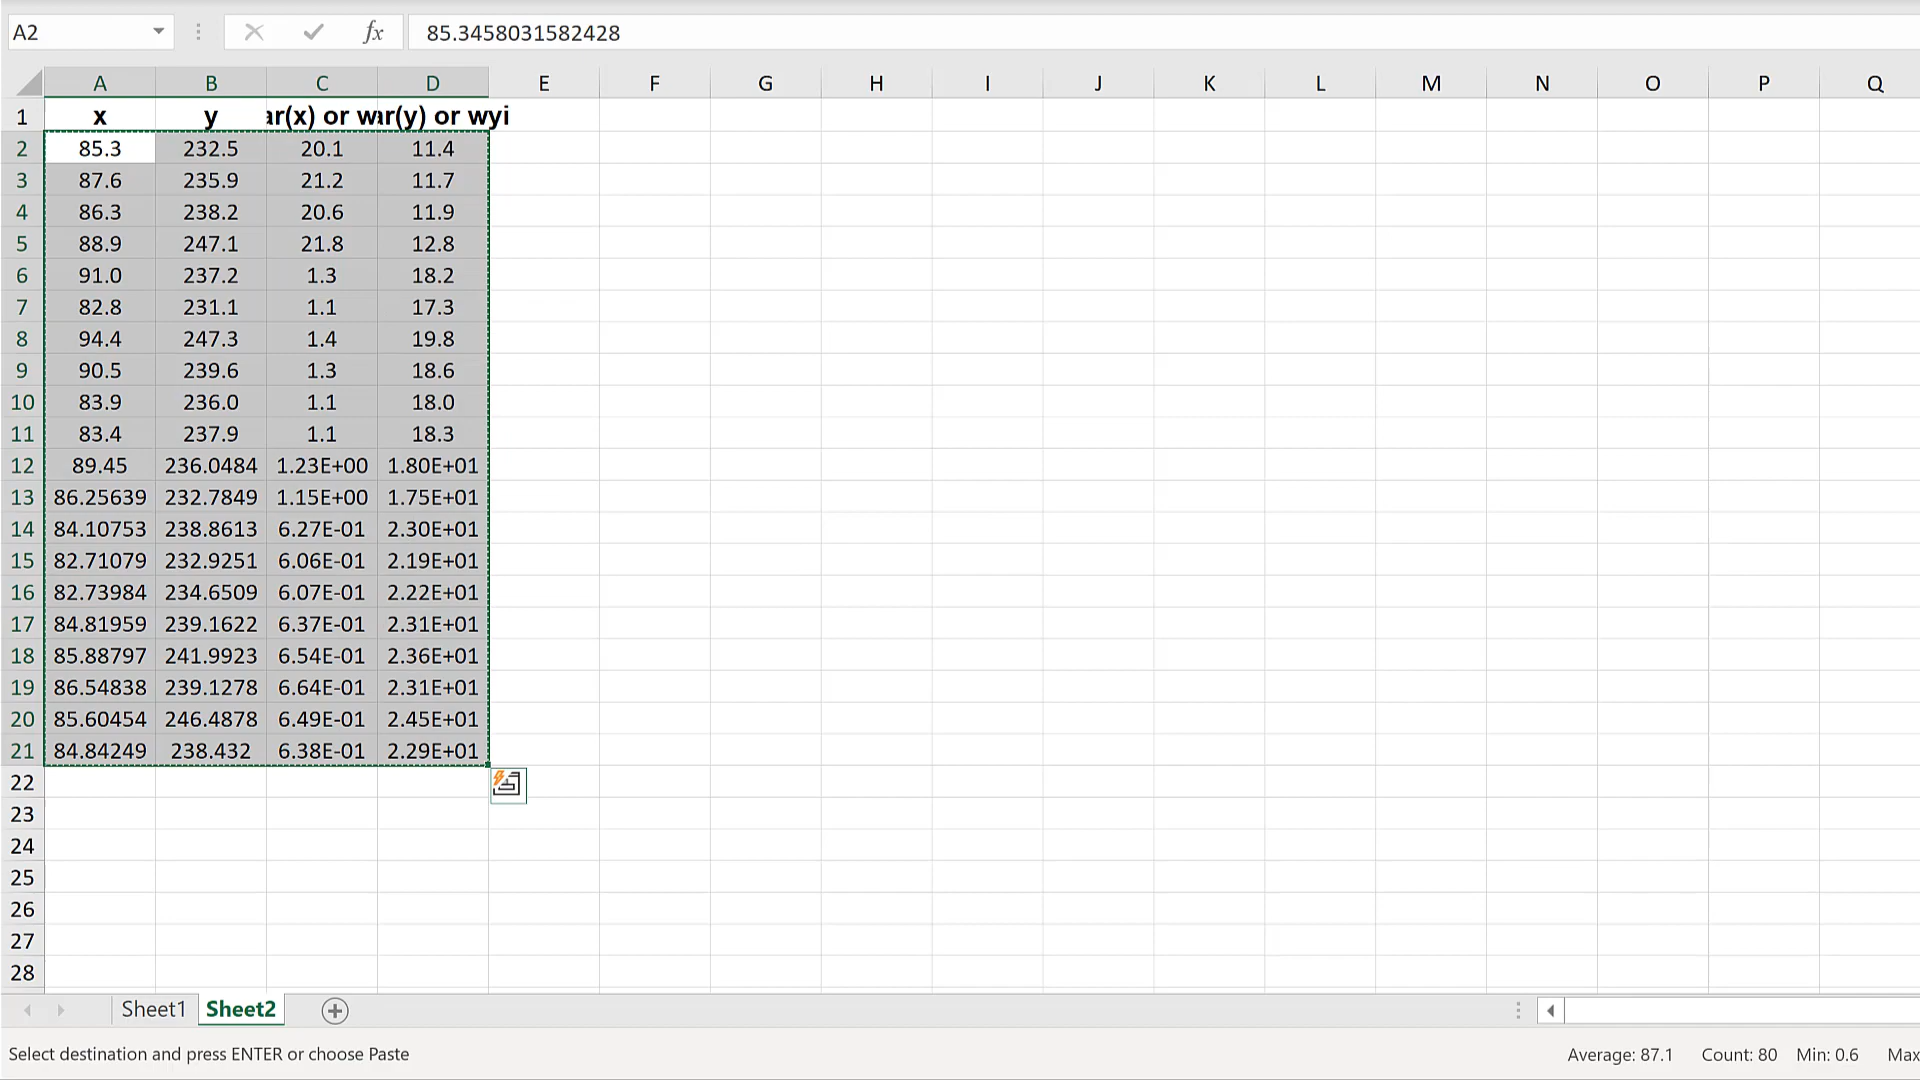 A2 fx 85.3458031582428
A B C D E F G H I J K L M N O P Q
1 x y ar(x) or w ar(y) or wyi
2 85.3 232.5 20.1 11.4
3 87.6 235.9 21.2 11.7
4 86.3 238.2 20.6 11.9
5 88.9 247.1 21.8 12.8
6 91.0 237.2 1.3 18.2
7 82.8 231.1 1.1 17.3
8 94.4 247.3 1.4 19.8
9 90.5 239.6 1.3 18.6
10 83.9 236.0 1.1 18.0
11 83.4 237.9 1.1 18.3
12 89.45 236.0484 1.23E+00 1.80E+01
13 86.25639 232.7849 1.15E+00 1.75E+01
14 84.10753 238.8613 6.27E-01 2.30E+01
15 82.71079 232.9251 6.06E-01 2.19E+01
16 82.73984 234.6509 6.07E-01 2.22E+01
17 84.81959 239.1622 6.37E-01 2.31E+01
18 85.88797 241.9923 6.54E-01 2.36E+01
19 86.54838 239.1278 6.64E-01 2.31E+01
20 85.60454 246.4878 6.49E-01 2.45E+01
21 84.84249 238.432 6.38E-01 2.29E+01
22
23
24
25
26
27
28
Sheet1 Sheet2
Select destination and press ENTER or choose Paste Average: 87.1 Count: 80 Min: 0.6 Max